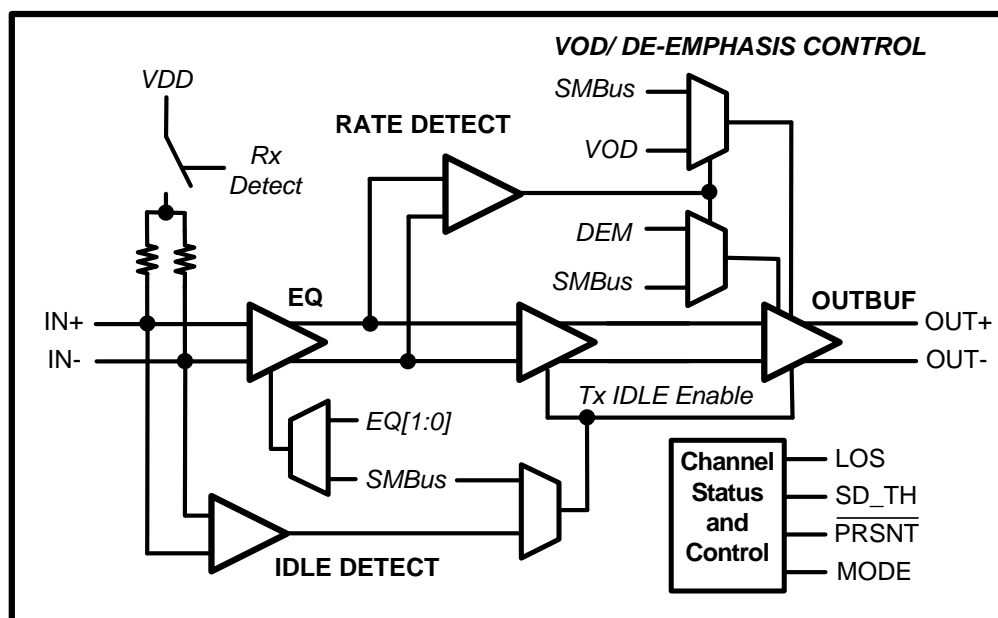 VOD/ DE-EMPHASIS CONTROL
VDD
SMBus
RATE DETECT
VOD
Rx
Detect
DEM
SMBus
EQ
OUTBUF
IN+
OUT+
IN-
OUT-
Tx IDLE Enable
EQ[1:0]
SMBus
Channel
Status
and
Control
LOS
SD_TH
PRSNT
MODE
IDLE DETECT